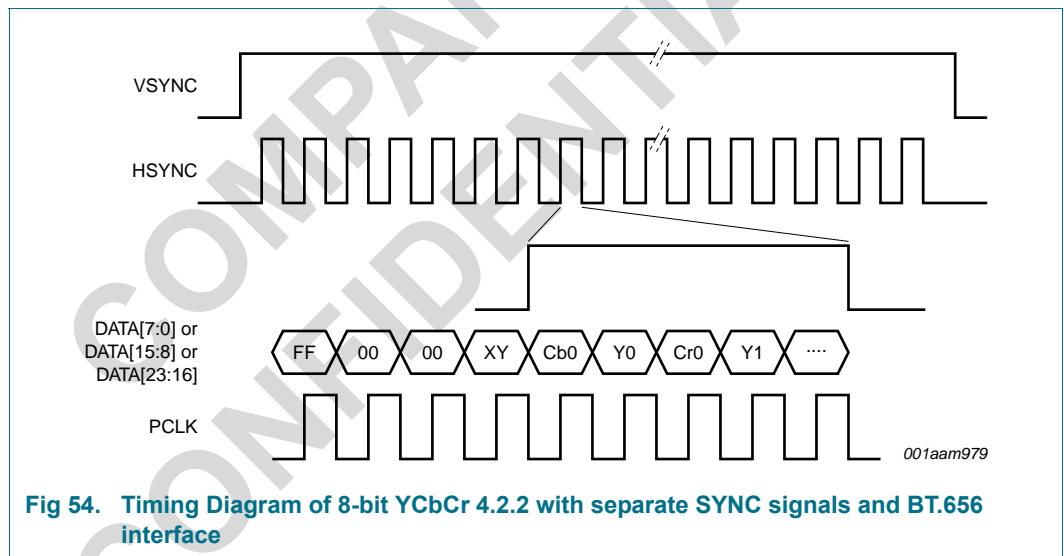 VSYNC
HSYNC
DATA[7:0] or
DATA[15:8] or
DATA[23:16]
FF 00 00 XY Cb0 Y0 Cr0 Y1 ....
PCLK
001aam979
Fig 54. Timing Diagram of 8-bit YCbCr 4.2.2 with separate SYNC signals and BT.656
interface
COMPA
CONFIDENTIA